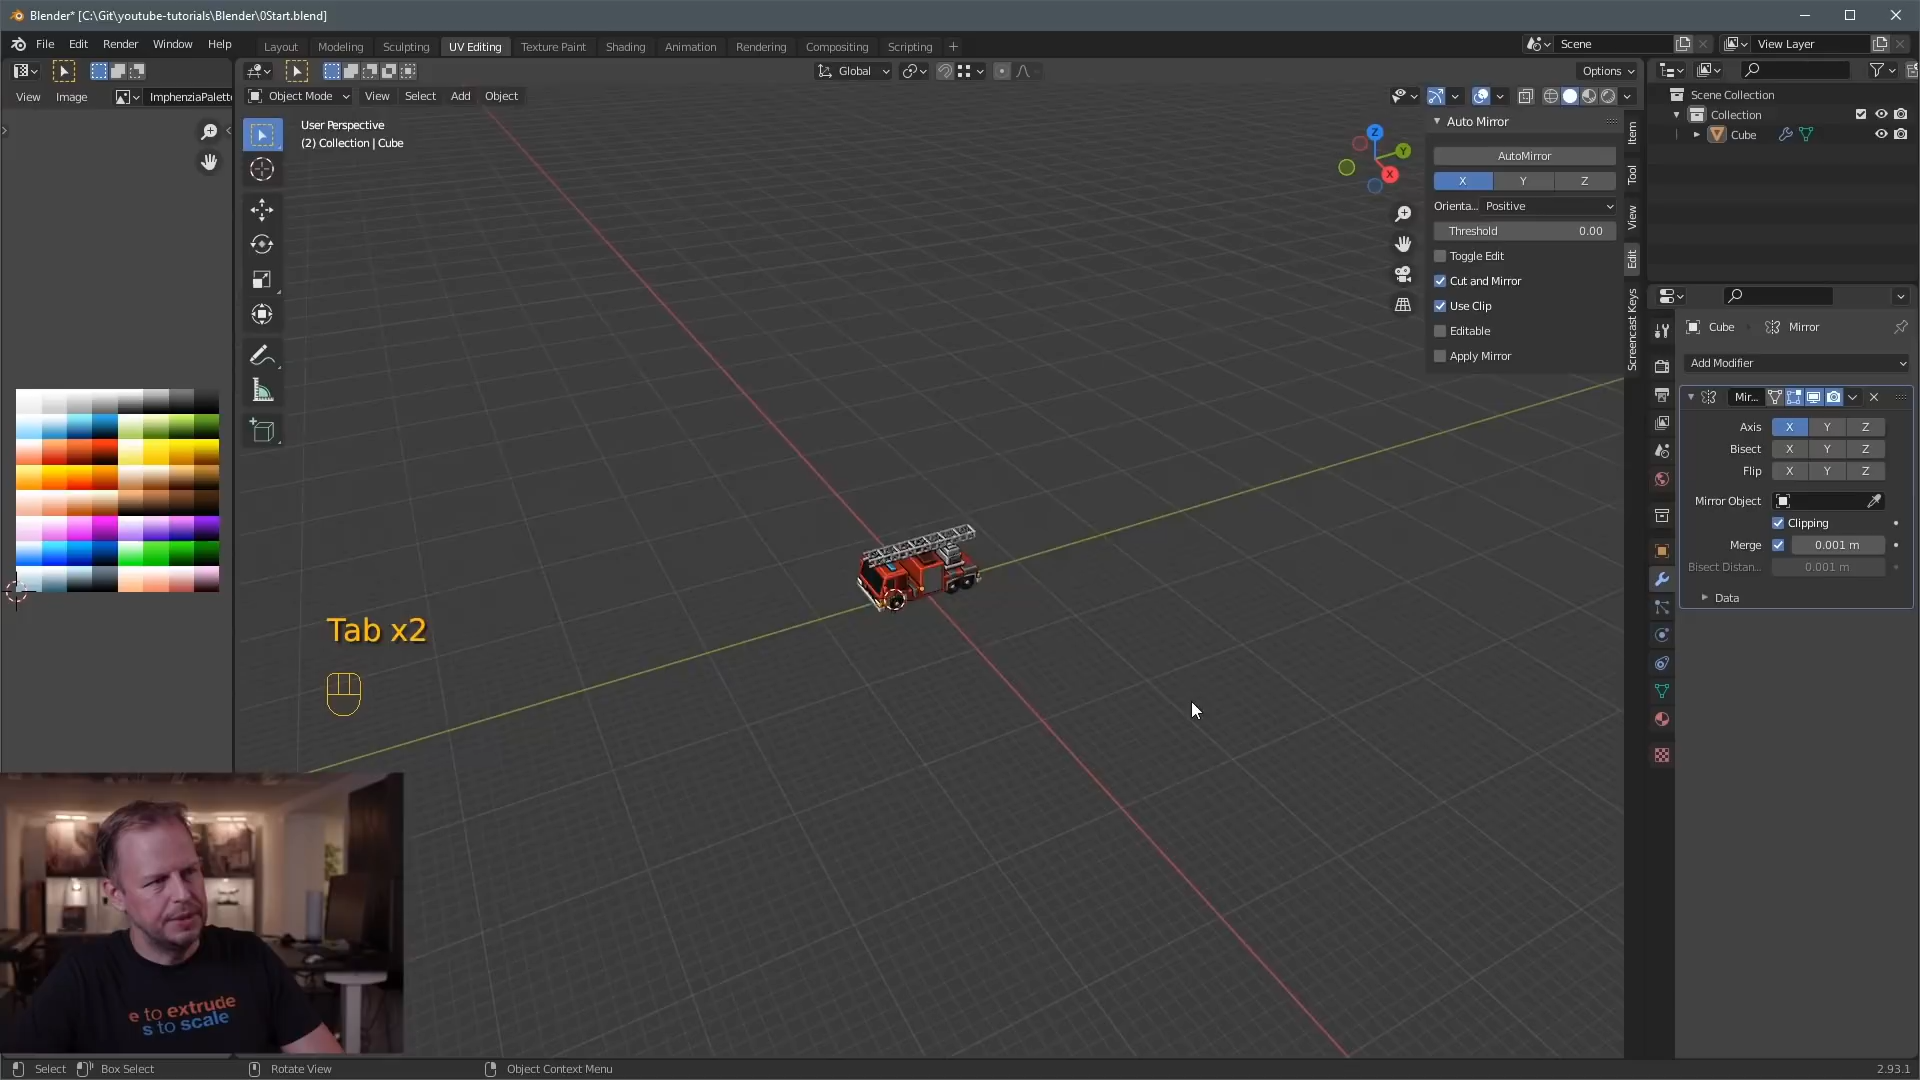 Blender* [C:\Git\youtube-tutorials\Blender\0Start.blend]
File Edit Render Window Help
Layout Modeling Sculpting UV Editing Texture Paint Shading Animation Rendering Compositing Scripting +
Scene View Layer
Global Options
View Image ImphenziaPalett
Object Mode View Select Add Object
User Perspective
(2) Collection | Cube
Z
Y
X
Auto Mirror
AutoMirror
X Y Z
Orienta... Positive
Threshold 0.00
Toggle Edit
Cut and Mirror
Use Clip
Editable
Apply Mirror
Item
Tool
View
Edit
Screencast Keys
Scene Collection
Collection
Cube
Cube Mirror
Add Modifier
Mir...
Axis X Y Z
Bisect X Y Z
Flip X Y Z
Mirror Object
Clipping
Merge 0.001 m
Bisect Distan... 0.001 m
Data
Tab x2
e to extrude
s to scale
Select Box Select Rotate View Object Context Menu 2.93.1